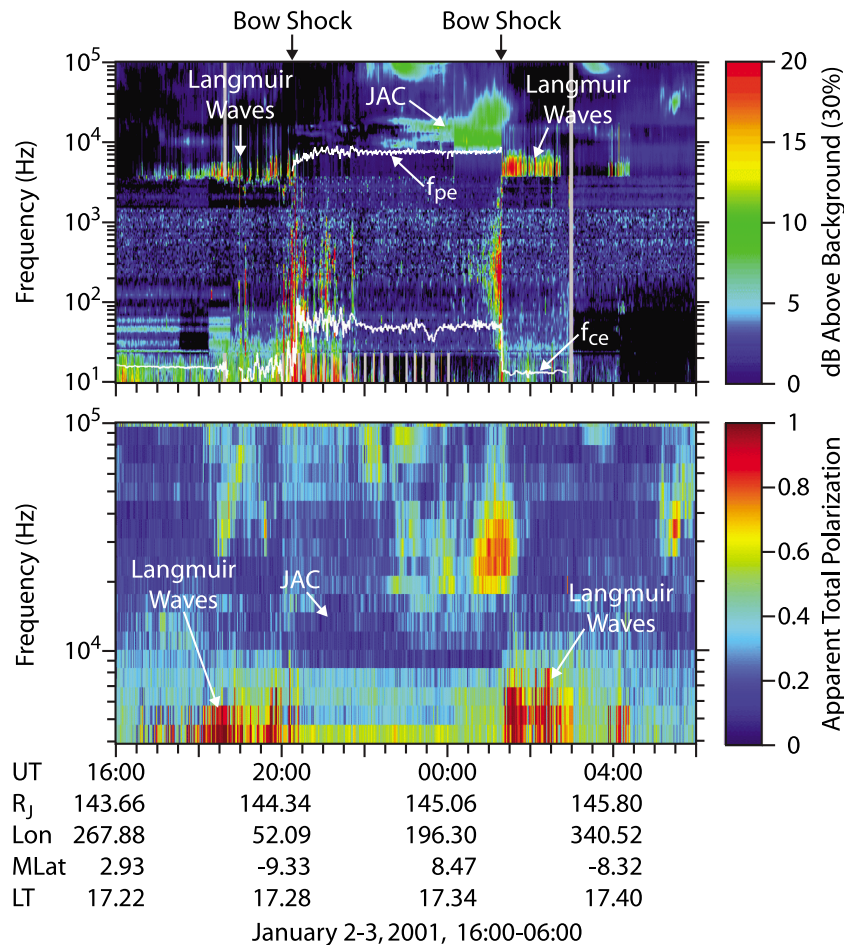 Bow Shock Bow Shock
10^5
10^4
10^3
10^2
10^1
Frequency (Hz)
Langmuir
Waves
JAC
Langmuir
Waves
f_pe
f_ce
20
15
10
5
0
dB Above Background (30%)
10^5
10^4
Frequency (Hz)
Langmuir
Waves
JAC
Langmuir
Waves
1
0.8
0.6
0.4
0.2
0
Apparent Total Polarization
UT 16:00 20:00 00:00 04:00
R_J 143.66 144.34 145.06 145.80
Lon 267.88 52.09 196.30 340.52
MLat 2.93 -9.33 8.47 -8.32
LT 17.22 17.28 17.34 17.40
January 2-3, 2001, 16:00-06:00